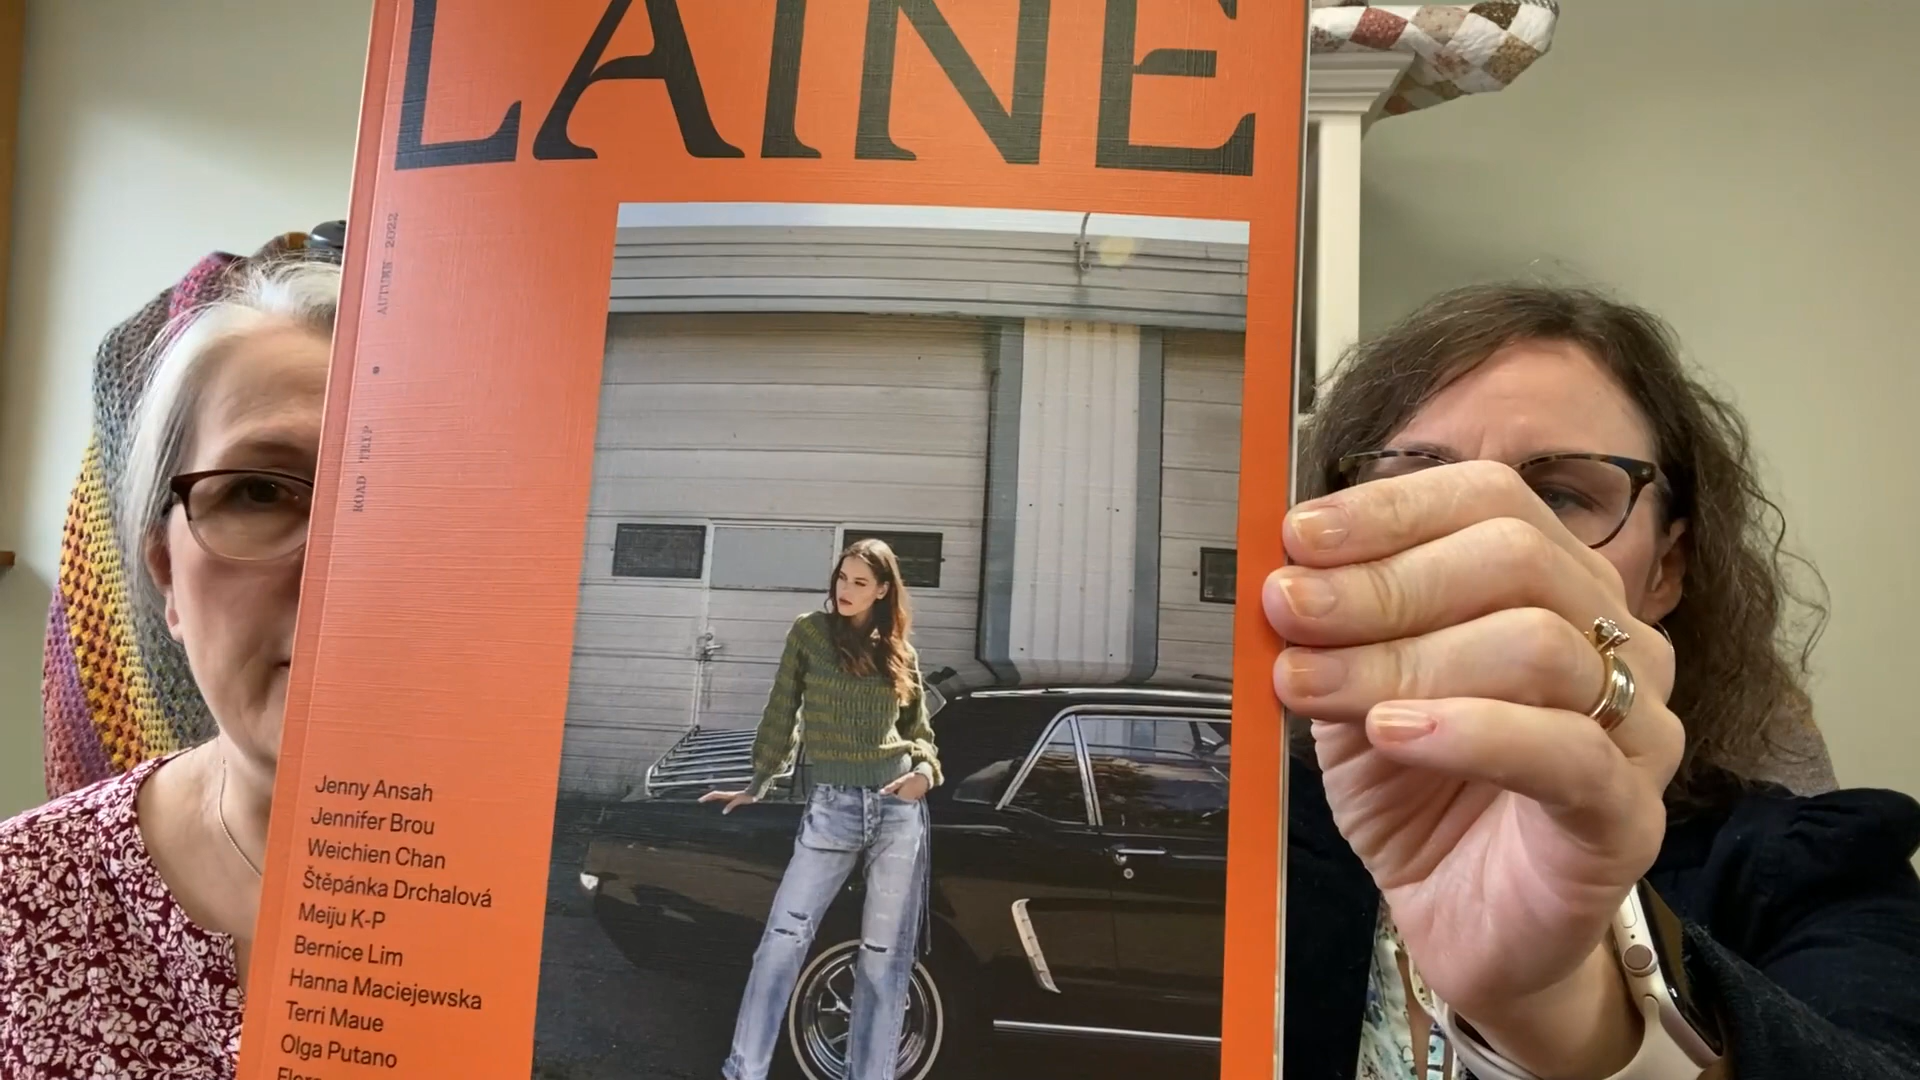 LAINE
AUTUMN 2022
ROAD TRIP
Jenny Ansah
Jennifer Brou
Weichien Chan
Štěpánka Drchalová
Meiju K-P
Bernice Lim
Hanna Maciejewska
Terri Maue
Olga Putano